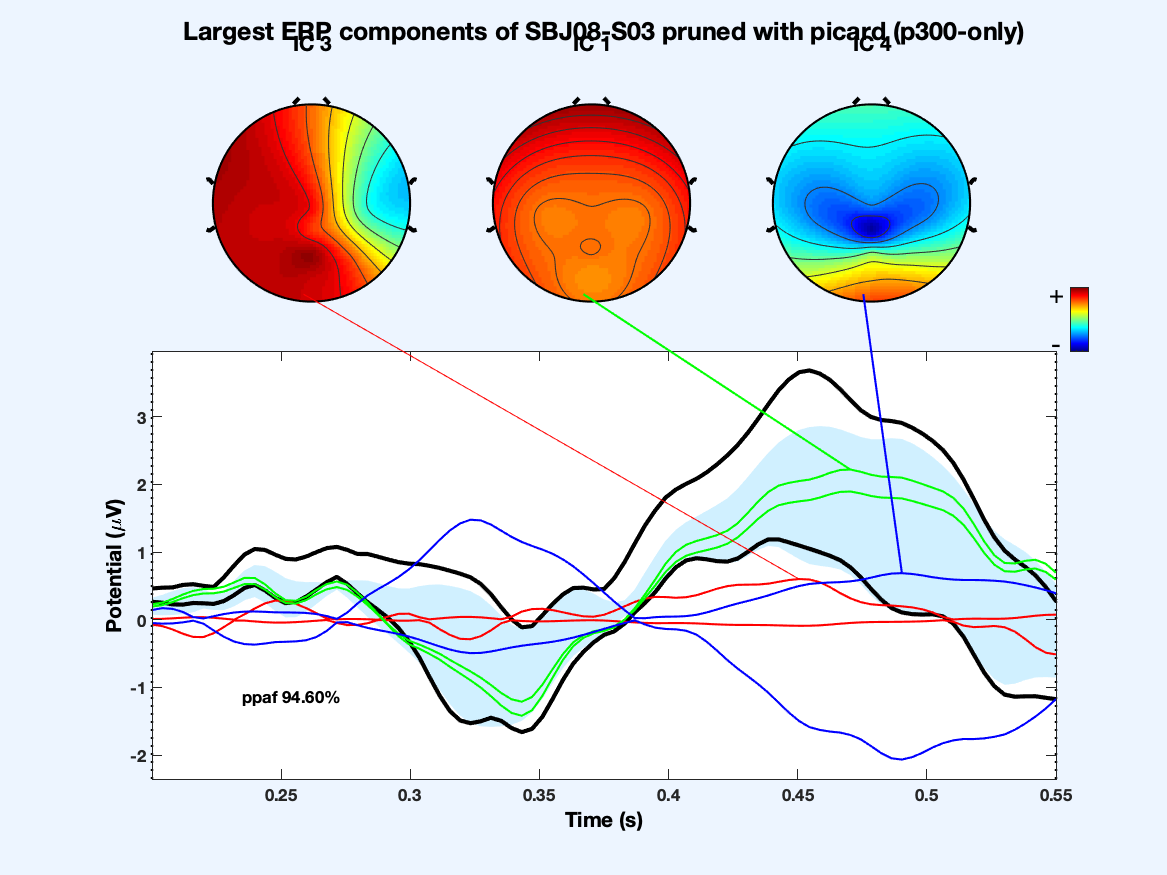 Largest ERP components of SBJ08-S03 pruned with picard (p300-only)
IC 3 IC 1 IC 4
+
-
3
2
1
0
-1
-2
Potential (μV)
ppaf 94.60%
0.25 0.3 0.35 0.4 0.45 0.5 0.55
Time (s)